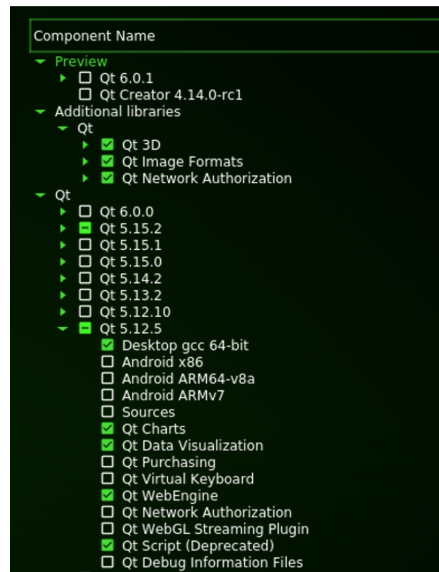 Component Name
Preview
Qt 6.0.1
Qt Creator 4.14.0-rc1
Additional libraries
Qt
Qt 3D
Qt Image Formats
Qt Network Authorization
Qt
Qt 6.0.0
Qt 5.15.2
Qt 5.15.1
Qt 5.15.0
Qt 5.14.2
Qt 5.13.2
Qt 5.12.10
Qt 5.12.5
Desktop gcc 64-bit
Android x86
Android ARM64-v8a
Android ARMv7
Sources
Qt Charts
Qt Data Visualization
Qt Purchasing
Qt Virtual Keyboard
Qt WebEngine
Qt Network Authorization
Qt WebGL Streaming Plugin
Qt Script (Deprecated)
Qt Debug Information Files